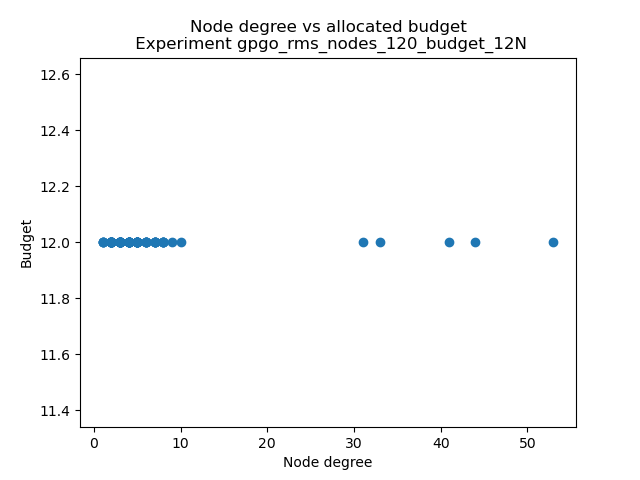 Node degree vs allocated budget
Experiment gpgo_rms_nodes_120_budget_12N
12.6
12.4
12.2
12.0
11.8
11.6
11.4
Budget
0 10 20 30 40 50
Node degree